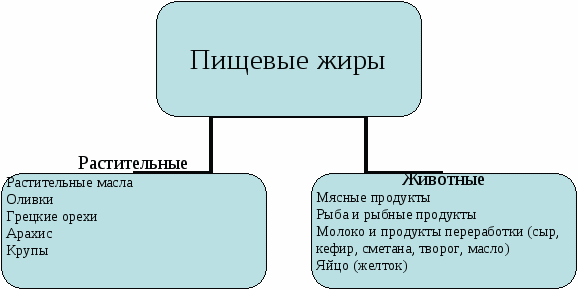 Пищевые жиры
Растительные
Растительные масла
Оливки
Грецкие орехи
Арахис
Крупы
Животные
Мясные продукты
Рыба и рыбные продукты
Молоко и продукты переработки (сыр,
кефир, сметана, творог, масло)
Яйцо (желток)